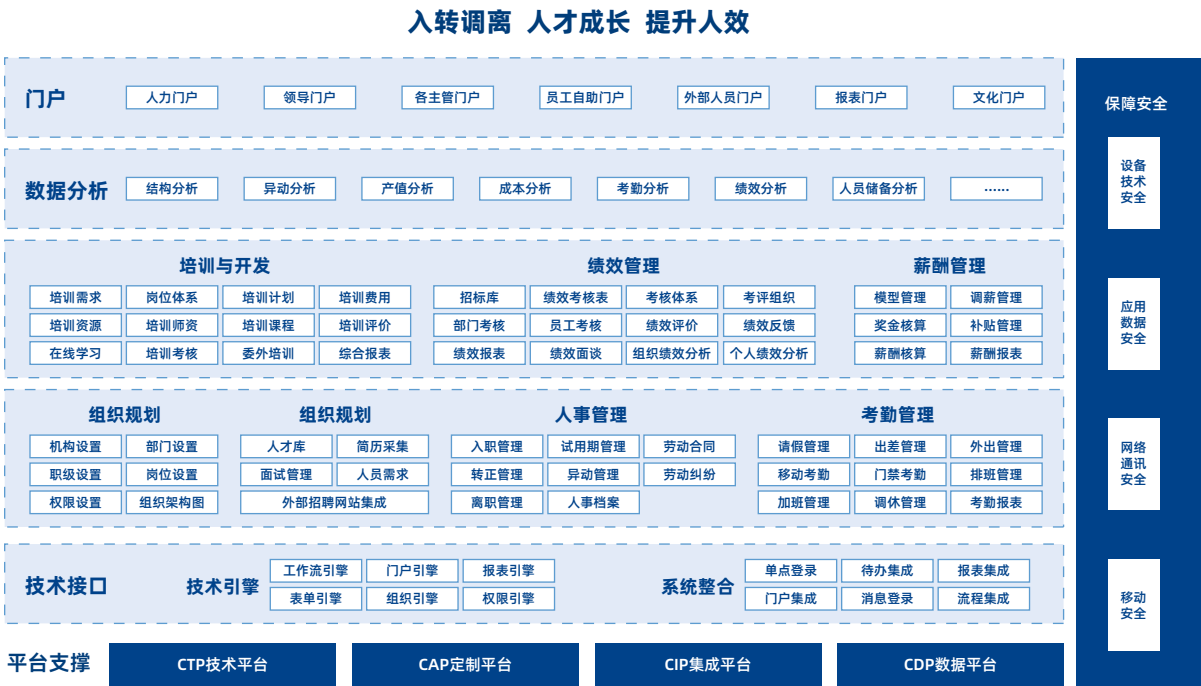 入转调离 人才成长 提升人效
门户
人力门户 领导门户 各主管门户 员工自助门户 外部人员门户 报表门户 文化门户
数据分析
结构分析 异动分析 产值分析 成本分析 考勤分析 绩效分析 人员储备分析 ......
培训与开发
培训需求 岗位体系 培训计划 培训费用
培训资源 培训师资 培训课程 培训评价
在线学习 培训考核 委外培训 综合报表
绩效管理
招标库 绩效考核表 考核体系 考评组织
部门考核 员工考核 绩效评价 绩效反馈
绩效报表 绩效面谈 组织绩效分析 个人绩效分析
薪酬管理
模型管理 调薪管理
奖金核算 补贴管理
薪酬核算 薪酬报表
组织规划
机构设置 部门设置
职级设置 岗位设置
权限设置 组织架构图
组织规划
人才库 简历采集
面试管理 人员需求
外部招聘网站集成
人事管理
入职管理 试用期管理 劳动合同
转正管理 异动管理 劳动纠纷
离职管理 人事档案
考勤管理
请假管理 出差管理 外出管理
移动考勤 门禁考勤 排班管理
加班管理 调休管理 考勤报表
技术接口
技术引擎
工作流引擎 门户引擎 报表引擎
表单引擎 组织引擎 权限引擎
系统整合
单点登录 待办集成 报表集成
门户集成 消息登录 流程集成
平台支撑
CTP技术平台 CAP定制平台 CIP集成平台 CDP数据平台
保障安全
设备
技术
安全
应用
数据
安全
网络
通讯
安全
移动
安全